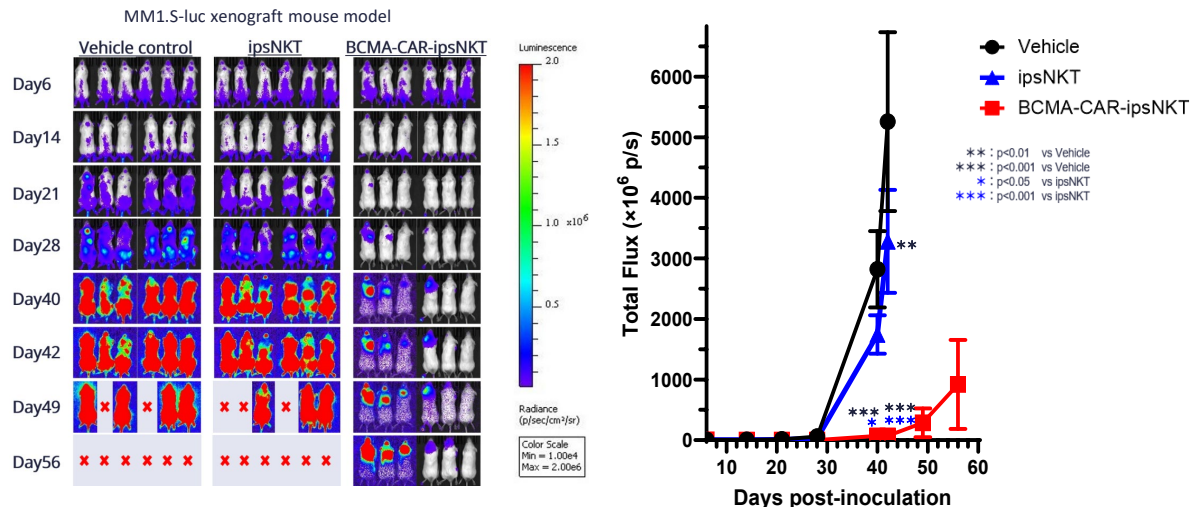 MM1.S-luc xenograft mouse model
Vehicle control ipsNKT BCMA-CAR-ipsNKT
Day6
Day14
Day21
Day28
Day40
Day42
Day49
Day56
Luminescence
2.0
1.5
1.0
x10⁶
0.5
Radiance
(p/sec/cm²/sr)
Color Scale
Min = 1.00e4
Max = 2.00e6
Total Flux (×10⁶ p/s)
6000
5000
4000
3000
2000
1000
0
10 20 30 40 50 60
Days post-inoculation
Vehicle
ipsNKT
BCMA-CAR-ipsNKT
** : p<0.01 vs Vehicle
*** : p<0.001 vs Vehicle
* : p<0.05 vs ipsNKT
*** : p<0.001 vs ipsNKT
**
*** ***
* ***